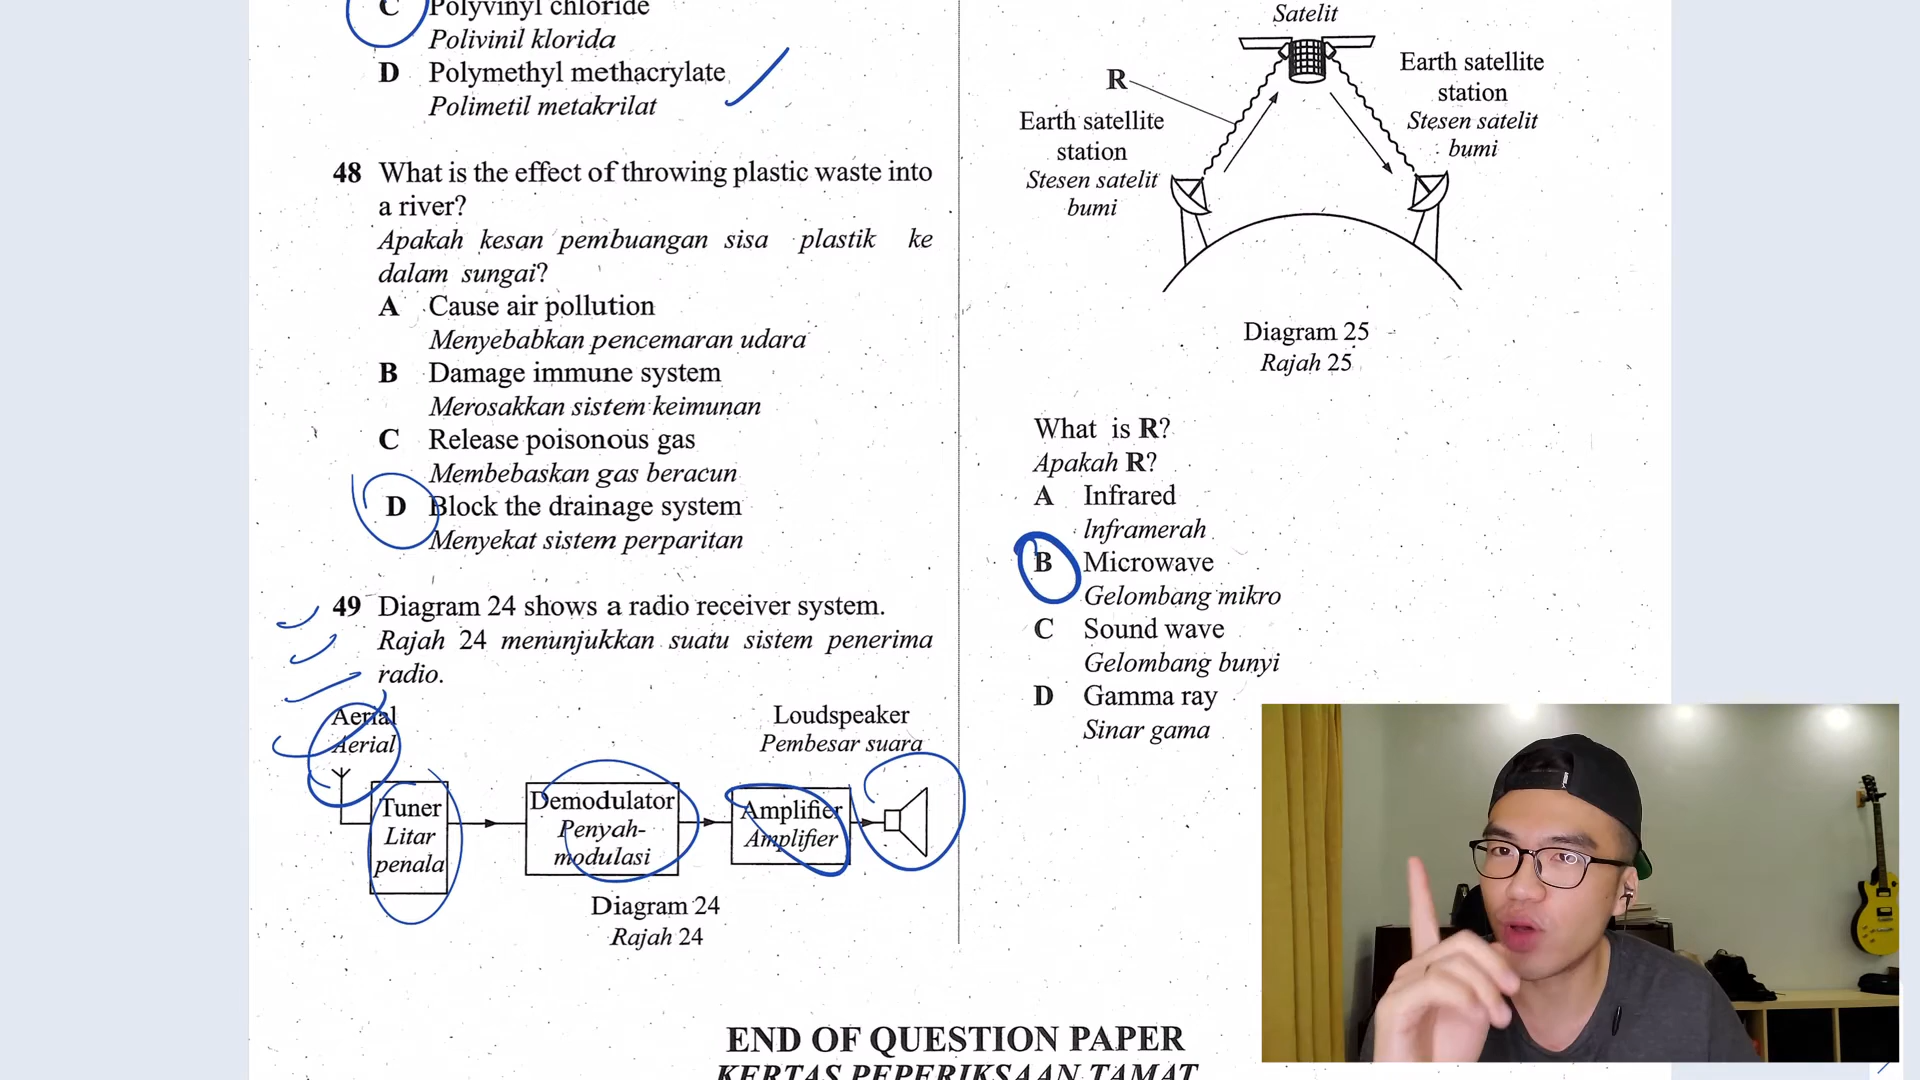 C Polyvinyl chloride
Polivinil klorida
D Polymethyl methacrylate
Polimetil metakrilat
48 What is the effect of throwing plastic waste into
a river?
Apakah kesan pembuangan sisa plastik ke
dalam sungai?
A Cause air pollution
Menyebabkan pencemaran udara
B Damage immune system
Merosakkan sistem keimunan
C Release poisonous gas
Membebaskan gas beracun
D Block the drainage system
Menyekat sistem perparitan
49 Diagram 24 shows a radio receiver system.
Rajah 24 menunjukkan suatu sistem penerima
radio.
Aerial
Aerial
Loudspeaker
Pembesar suara
Tuner
Litar
penala
Demodulator
Penyah-
modulasi
Amplifier
Amplifier
Diagram 24
Rajah 24
Satelit
R
Earth satellite
station
Stesen satelit
bumi
Earth satellite
station
Stesen satelit
bumi
Diagram 25
Rajah 25
What is R?
Apakah R?
A Infrared
Inframerah
B Microwave
Gelombang mikro
C Sound wave
Gelombang bunyi
D Gamma ray
Sinar gama
END OF QUESTION PAPER
KERTAS PEPERIKSAAN TAMAT